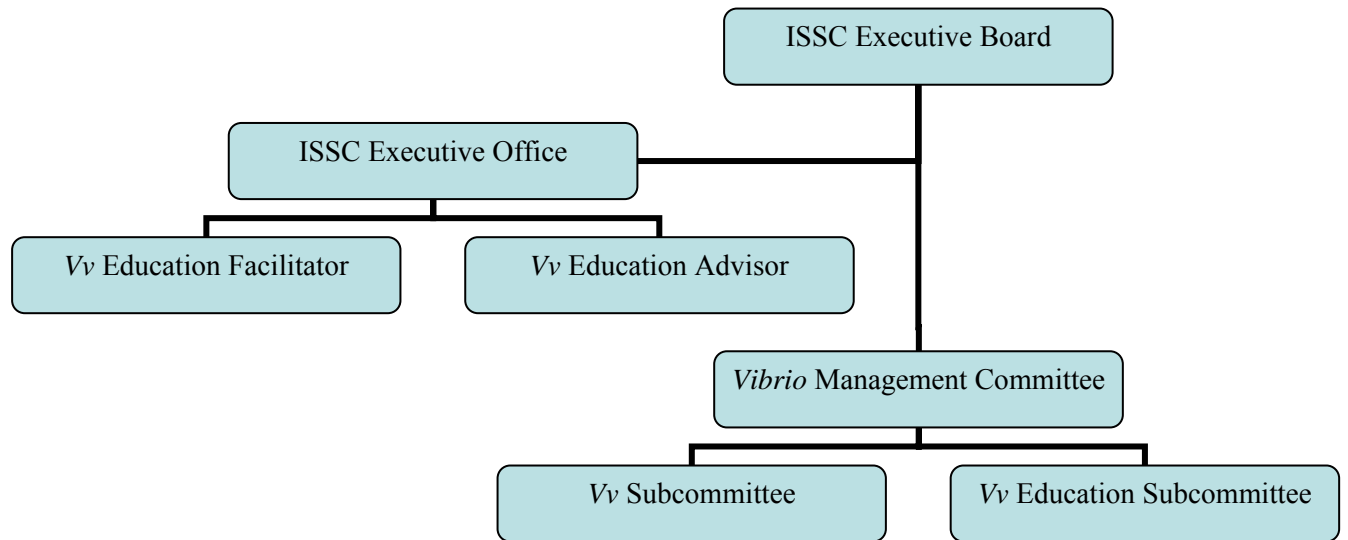 ISSC Executive Board
ISSC Executive Office
Vv Education Facilitator
Vv Education Advisor
Vibrio Management Committee
Vv Subcommittee
Vv Education Subcommittee